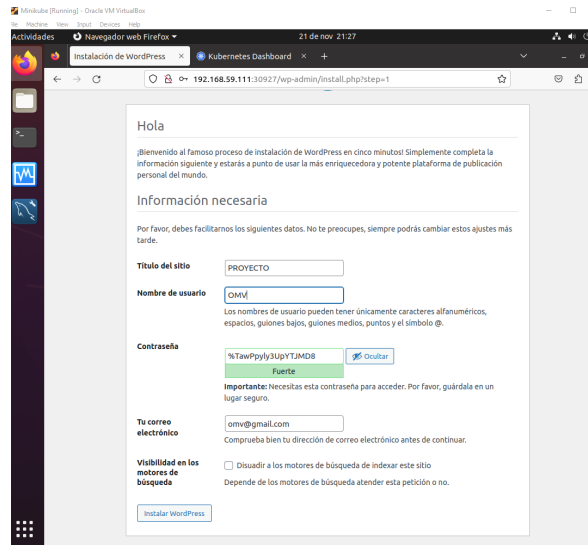 Minikube [Running] - Oracle VM VirtualBox
File Machine View Input Devices Help
Actividades Navegador web Firefox 21 de nov 21:27
Instalación de WordPress × Kubernetes Dashboard × +
192.168.59.111:30927/wp-admin/install.php?step=1
Hola
¡Bienvenido al famoso proceso de instalación de WordPress en cinco minutos! Simplemente completa la
información siguiente y estarás a punto de usar la más enriquecedora y potente plataforma de publicación
personal del mundo.
Información necesaria
Por favor, debes facilitarnos los siguientes datos. No te preocupes, siempre podrás cambiar estos ajustes más
tarde.
Título del sitio PROYECTO
Nombre de usuario OMV
Los nombres de usuario pueden tener únicamente caracteres alfanuméricos,
espacios, guiones bajos, guiones medios, puntos y el símbolo @.
Contraseña %TawPpyly3UpYTJMD8 Ocultar
Fuerte
Importante: Necesitas esta contraseña para acceder. Por favor, guárdala en un
lugar seguro.
Tu correo
electrónico omv@gmail.com
Comprueba bien tu dirección de correo electrónico antes de continuar.
Visibilidad en los
motores de
búsqueda Disuadir a los motores de búsqueda de indexar este sitio
Depende de los motores de búsqueda atender esta petición o no.
Instalar WordPress